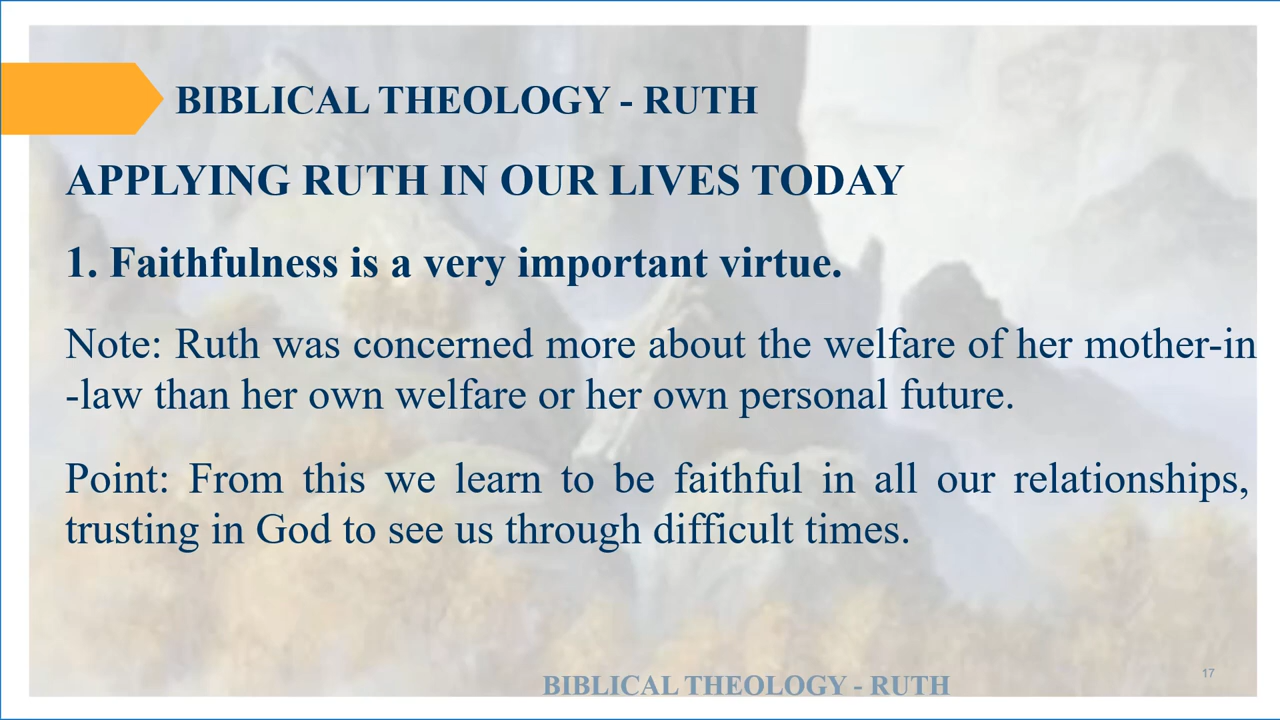 BIBLICAL THEOLOGY - RUTH
APPLYING RUTH IN OUR LIVES TODAY
1. Faithfulness is a very important virtue.
Note: Ruth was concerned more about the welfare of her mother-in
-law than her own welfare or her own personal future.
Point: From this we learn to be faithful in all our relationships,
trusting in God to see us through difficult times.
17
BIBLICAL THEOLOGY - RUTH